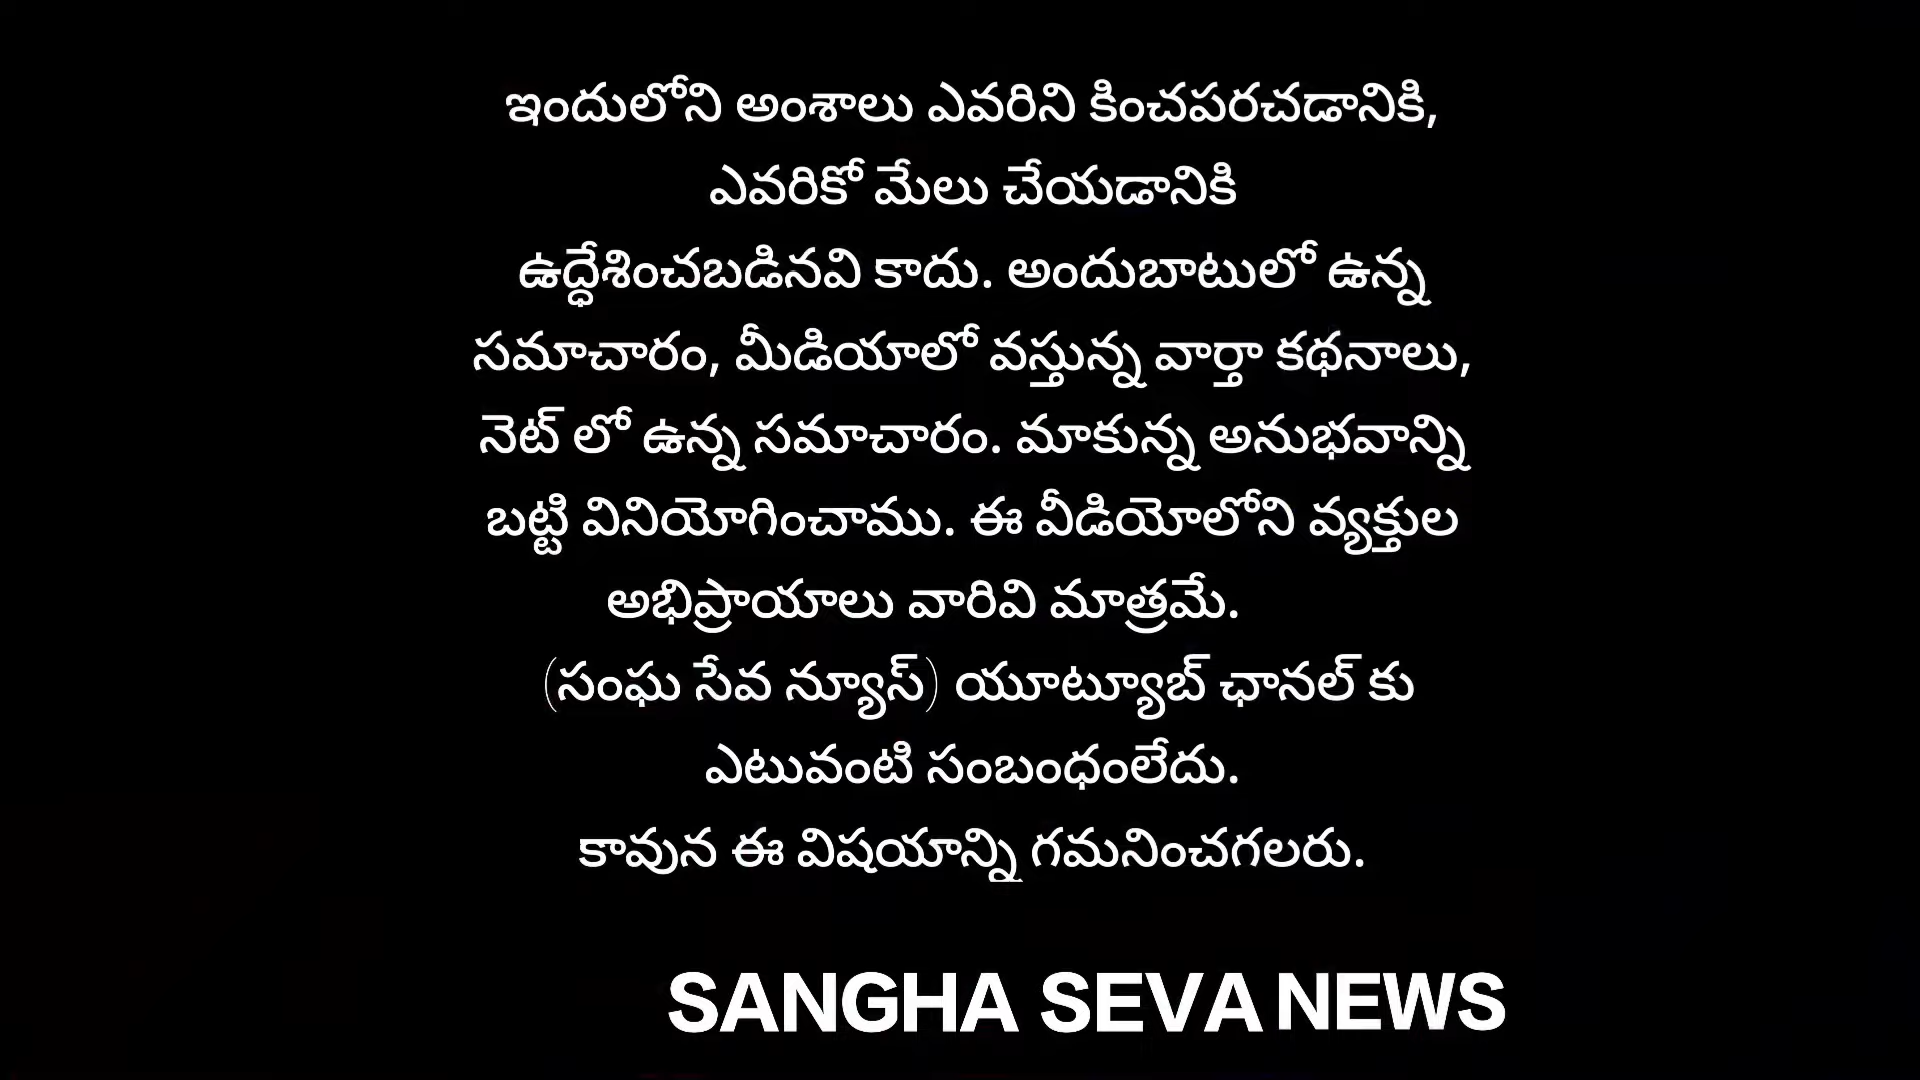 ఇందులోని అంశాలు ఎవరిని కించపరచడానికి,
ఎవరికో మేలు చేయడానికి
ఉద్ధేశించబడినవి కాదు. అందుబాటులో ఉన్న
సమాచారం, మీడియాలో వస్తున్న వార్తా కథనాలు,
నెట్ లో ఉన్న సమాచారం. మాకున్న అనుభవాన్ని
బట్టి వినియోగించాము. ఈ వీడియోలోని వ్యక్తుల
అభిప్రాయాలు వారివి మాత్రమే.
(సంఘ సేవ న్యూస్) యూట్యూబ్ ఛానల్ కు
ఎటువంటి సంబంధంలేదు.
కావున ఈ విషయాన్ని గమనించగలరు.
SANGHA SEVA NEWS